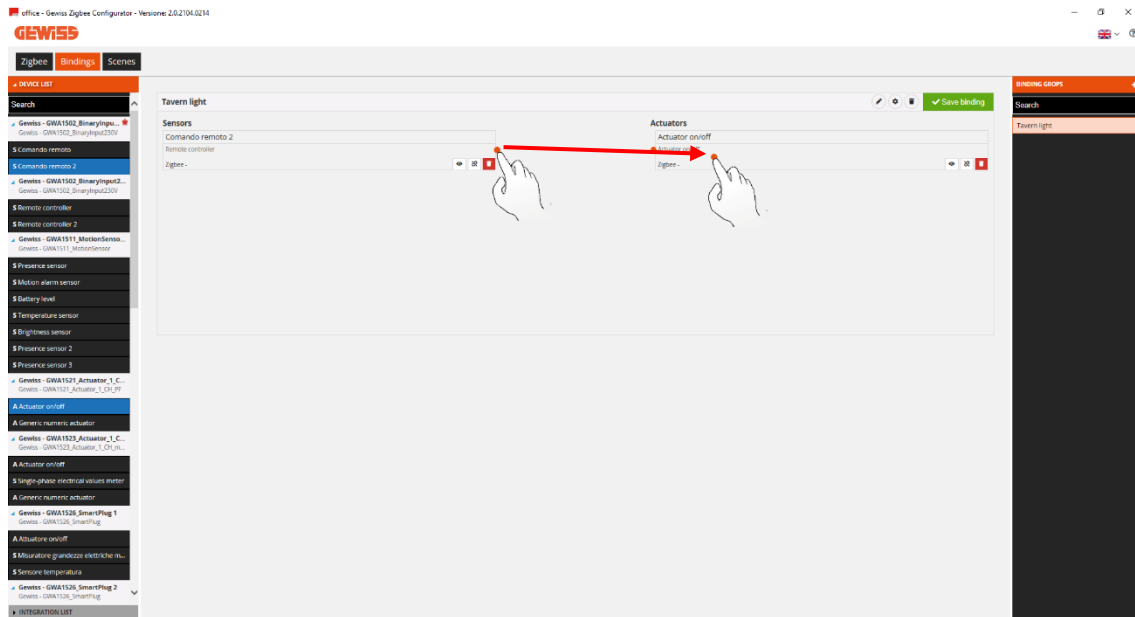 office - Gewiss Zigbee Configurator - Versione: 2.0.2104.0214
GEWISS
Zigbee Bindings Scenes
DEVICE LIST
Search
Gewiss - GWA1502_BinaryInpu...
Gewiss - GWA1502_BinaryInput230V
S Comando remoto
S Comando remoto 2
Gewiss - GWA1502_BinaryInput2...
Gewiss - GWA1502_BinaryInput230V
S Remote controller
S Remote controller 2
Gewiss - GWA1511_MotionSenso...
Gewiss - GWA1511_MotionSensor
S Presence sensor
S Motion alarm sensor
S Battery level
S Temperature sensor
S Brightness sensor
S Presence sensor 2
S Presence sensor 3
Gewiss - GWA1521_Actuator_1_C...
Gewiss - GWA1521_Actuator_1_CH_PF
A Actuator on/off
A Generic numeric actuator
Gewiss - GWA1523_Actuator_1_C...
Gewiss - GWA1523_Actuator_1_CH_m...
A Actuator on/off
S Single-phase electrical values meter
A Generic numeric actuator
Gewiss - GWA1526_SmartPlug 1
Gewiss - GWA1526_SmartPlug
A Attuatore on/off
S Misuratore grandezze elettriche m...
S Sensore temperatura
Gewiss - GWA1526_SmartPlug 2
Gewiss - GWA1526_SmartPlug
INTEGRATION LIST
Tavern light
Save binding
Sensors
Comando remoto 2
Remote controller
Zigbee -
Actuators
Actuator on/off
Actuator on/off
Zigbee -
BINDING GROPS
Search
Tavern light